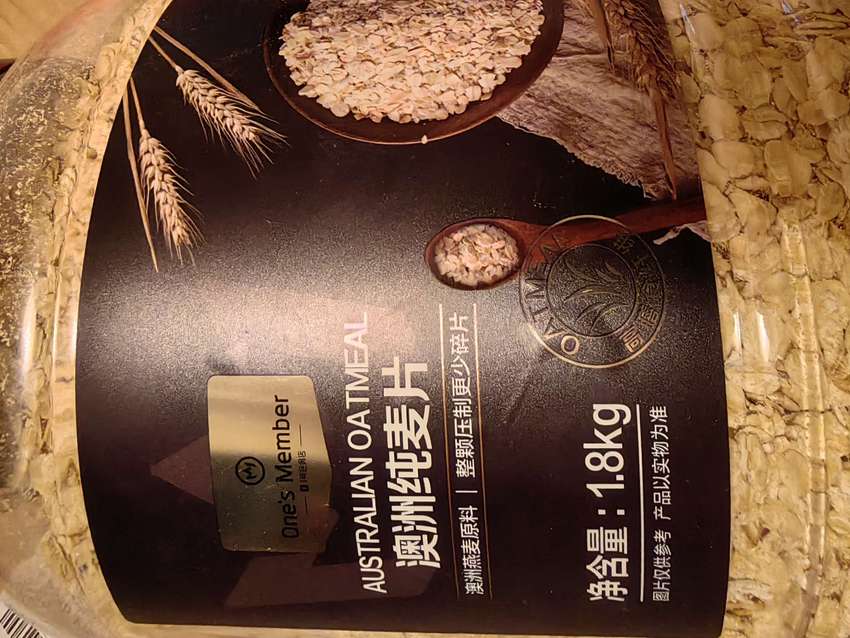 One's Member
AUSTRALIAN OATMEAL
澳洲纯麦片
澳洲燕麦原料 | 整颗压制更少碎片
OATMEAL
净含量：1.8kg
图片仅供参考 产品以实物为准